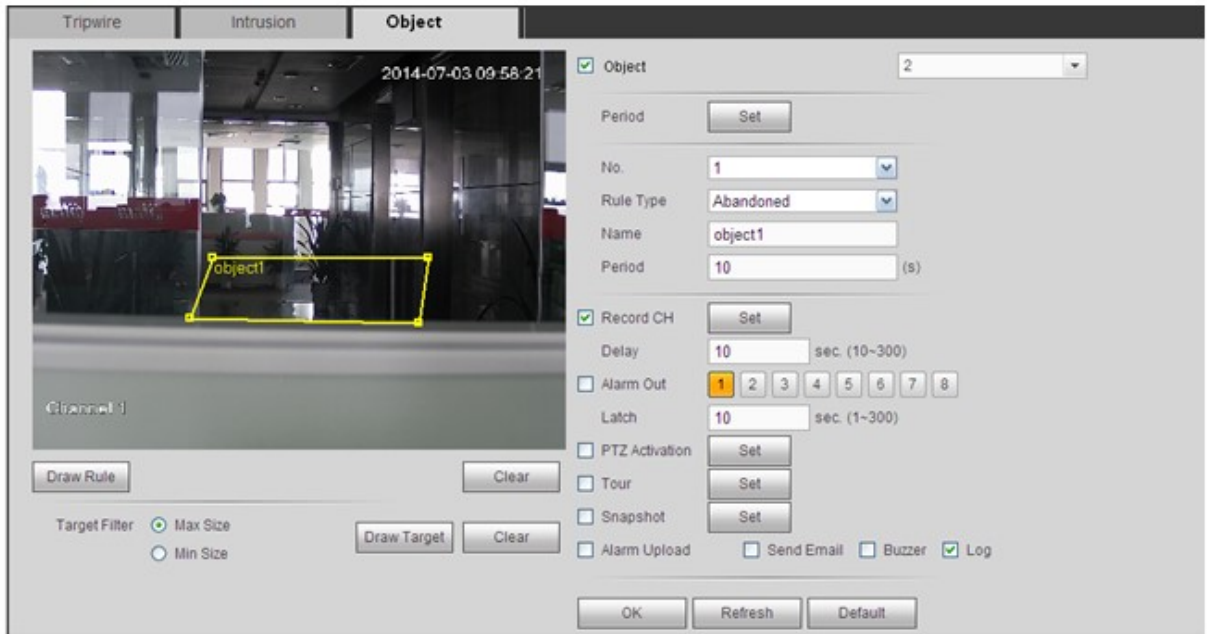 Tripwire Intrusion Object
2014-07-03 09:58:21
object1
Channel 1
Draw Rule Clear
Target Filter Max Size
Min Size
Draw Target Clear
Object 2
Period Set
No. 1
Rule Type Abandoned
Name object1
Period 10 (s)
Record CH Set
Delay 10 sec. (10~300)
Alarm Out 1 2 3 4 5 6 7 8
Latch 10 sec. (1~300)
PTZ Activation Set
Tour Set
Snapshot Set
Alarm Upload Send Email Buzzer Log
OK Refresh Default